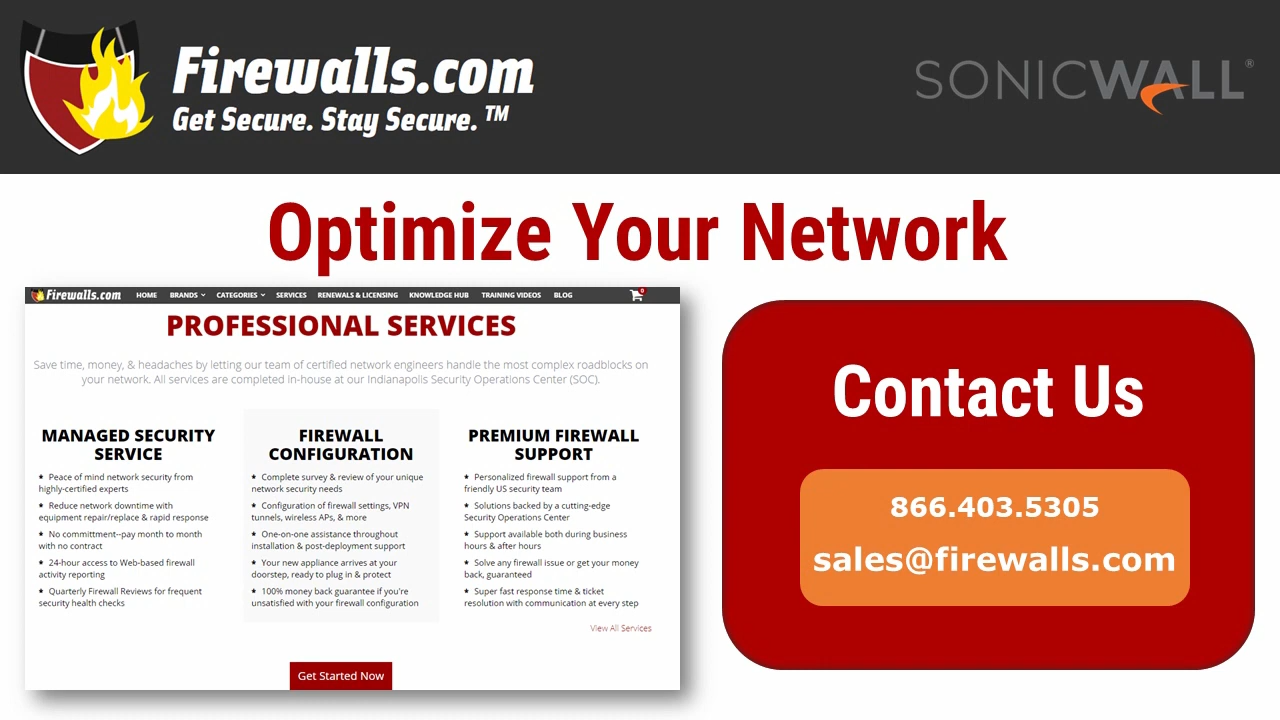 Firewalls.com
Get Secure. Stay Secure.™
SONICWALL®
Optimize Your Network
Firewalls.com HOME BRANDS CATEGORIES SERVICES RENEWALS & LICENSING KNOWLEDGE HUB TRAINING VIDEOS BLOG 0
PROFESSIONAL SERVICES
Save time, money, & headaches by letting our team of certified network engineers handle the most complex roadblocks on
your network. All services are completed in-house at our Indianapolis Security Operations Center (SOC).
MANAGED SECURITY
SERVICE
★ Peace of mind network security from
highly-certified experts
★ Reduce network downtime with
equipment repair/replace & rapid response
★ No committment--pay month to month
with no contract
★ 24-hour access to Web-based firewall
activity reporting
★ Quarterly Firewall Reviews for frequent
security health checks
FIREWALL
CONFIGURATION
★ Complete survey & review of your unique
network security needs
★ Configuration of firewall settings, VPN
tunnels, wireless APs, & more
★ One-on-one assistance throughout
installation & post-deployment support
★ Your new appliance arrives at your
doorstep, ready to plug in & protect
★ 100% money back guarantee if you're
unsatisfied with your firewall configuration
PREMIUM FIREWALL
SUPPORT
★ Personalized firewall support from a
friendly US security team
★ Solutions backed by a cutting-edge
Security Operations Center
★ Support available both during business
hours & after hours
★ Solve any firewall issue or get your money
back, guaranteed
★ Super fast response time & ticket
resolution with communication at every step
View All Services
Get Started Now
Contact Us
866.403.5305
sales@firewalls.com